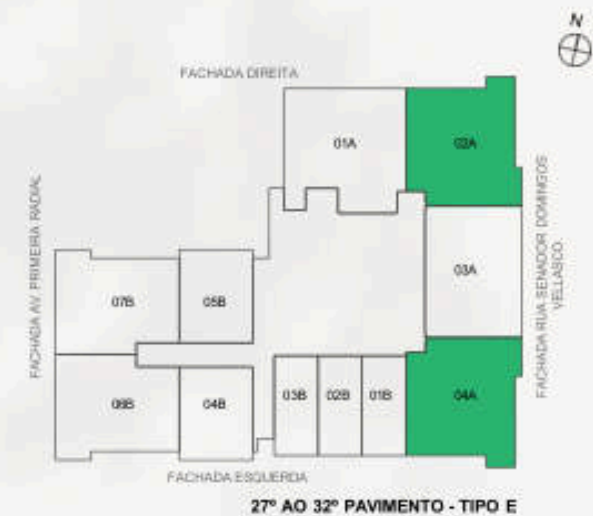 N
FACHADA DIREITA
01A
02A
FACHADA AV. PRIMEIRA RADIAL
03A
FACHADA RUA SENADOR DOMINGOS
VELLASCO.
07B
05B
06B
04B
03B
02B
01B
04A
FACHADA ESQUERDA
27º AO 32º PAVIMENTO - TIPO E